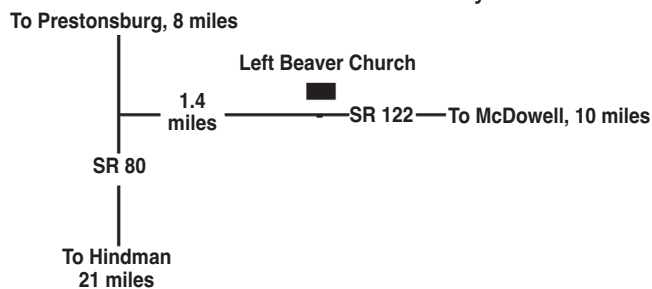 To Prestonsburg, 8 miles
Left Beaver Church
1.4
miles
SR 122
To McDowell, 10 miles
SR 80
To Hindman
21 miles